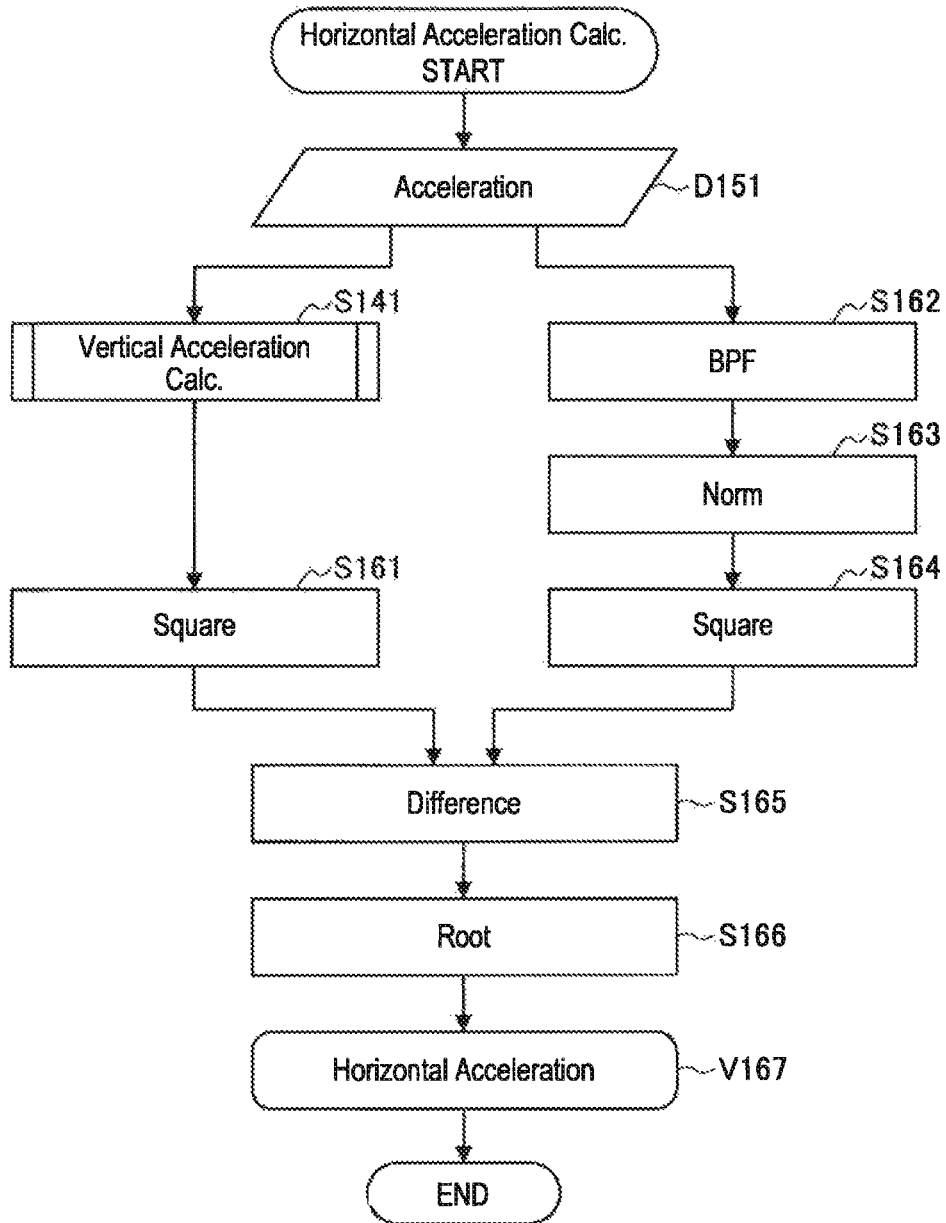 Horizontal Acceleration Calc.
START
Acceleration
D151
S141
Vertical Acceleration
Calc.
S162
BPF
S163
Norm
S161
Square
S164
Square
Difference
S165
Root
S166
Horizontal Acceleration
V167
END